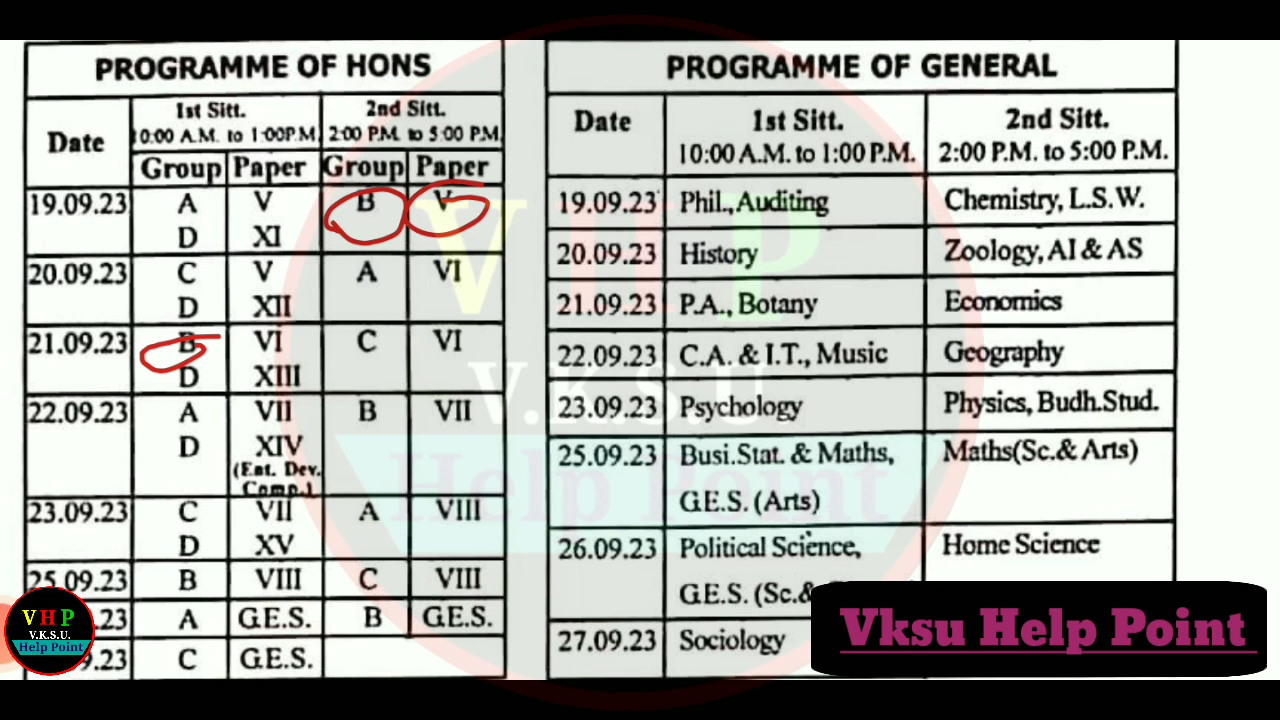 PROGRAMME OF HONS
Date 1st Sitt. 2nd Sitt.
10:00 A.M. to 1:00P.M. 2:00 P.M. to 5:00 P.M.
Group Paper Group Paper
19.09.23 A V B V
D XI
20.09.23 C V A VI
D XII
21.09.23 B VI C VI
D XIII
22.09.23 A VII B VII
D XIV
(Ent. Dev.
Comp.)
23.09.23 C VII A VIII
D XV
25.09.23 B VIII C VIII
.23 A G.E.S. B G.E.S.
9.23 C G.E.S.
PROGRAMME OF GENERAL
Date 1st Sitt. 2nd Sitt.
10:00 A.M. to 1:00 P.M. 2:00 P.M. to 5:00 P.M.
19.09.23 Phil., Auditing Chemistry, L.S.W.
20.09.23 History Zoology, AI & AS
21.09.23 P.A., Botany Economics
22.09.23 C.A. & I.T., Music Geography
23.09.23 Psychology Physics, Budh.Stud.
25.09.23 Busi.Stat. & Maths, Maths(Sc.& Arts)
G.E.S. (Arts)
26.09.23 Political Science, Home Science
G.E.S. (Sc.&
27.09.23 Sociology
VHP
V.K.S.U
Help Point
VHP
V.K.S.U.
Help Point
Vksu Help Point